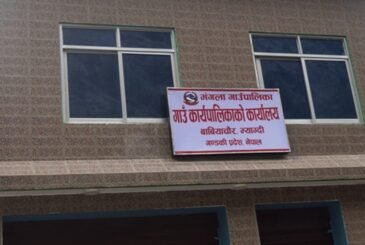 मंगला गाउँपालिका
गाउँ कार्यपालिकाको कार्यालय
बाबियाचौर, म्याग्दी
गण्डकी प्रदेश, नेपाल